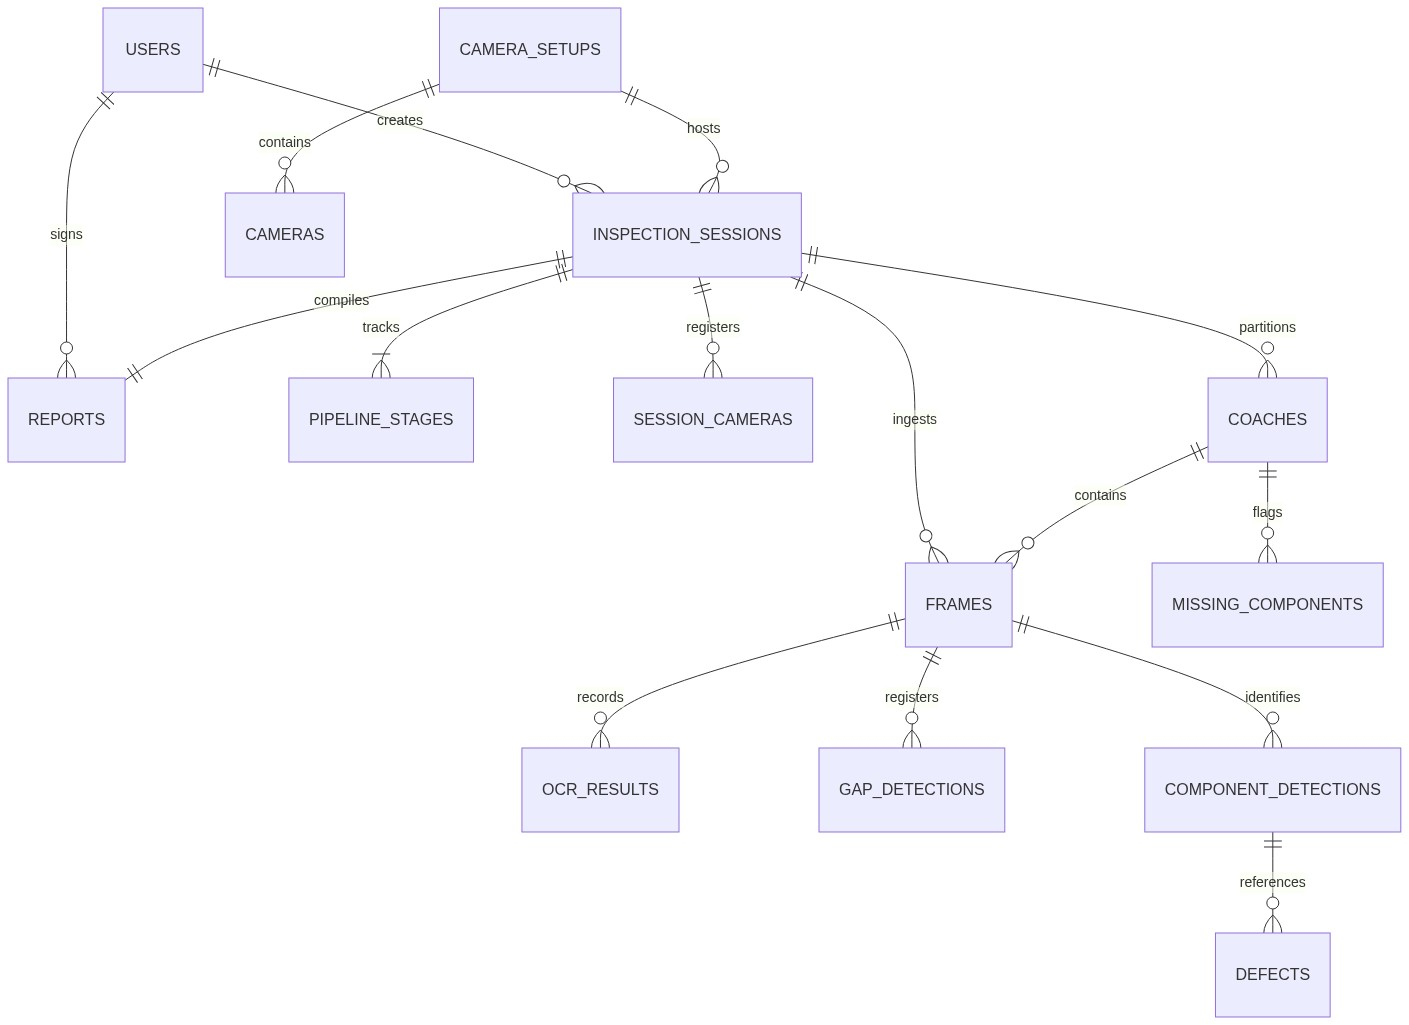 USERS
CAMERA_SETUPS
creates
hosts
contains
CAMERAS
INSPECTION_SESSIONS
signs
compiles
tracks
registers
partitions
REPORTS
PIPELINE_STAGES
SESSION_CAMERAS
ingests
COACHES
contains
flags
FRAMES
MISSING_COMPONENTS
records
registers
identifies
OCR_RESULTS
GAP_DETECTIONS
COMPONENT_DETECTIONS
references
DEFECTS